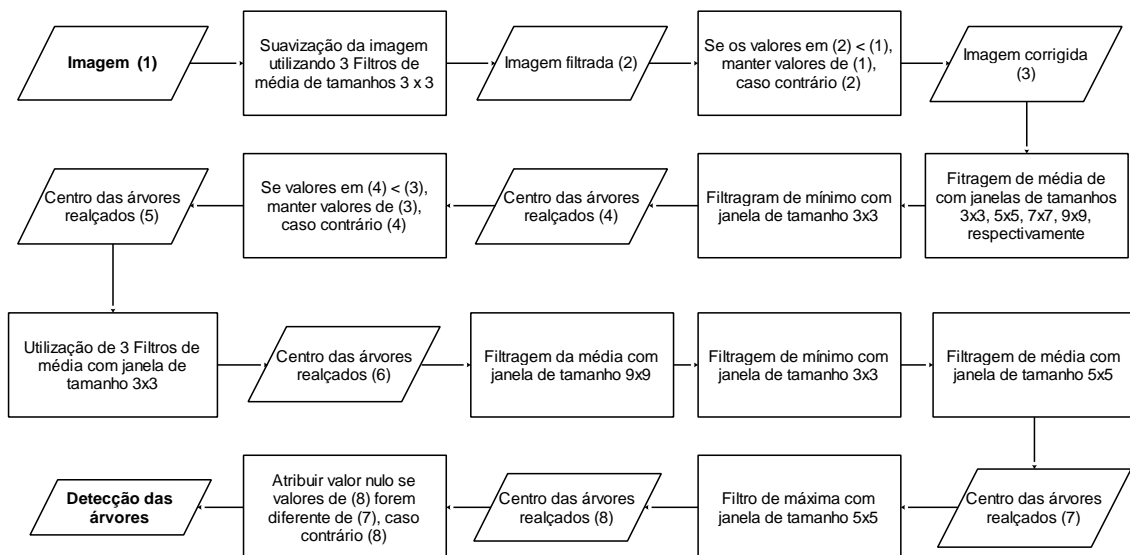 Imagem (1)
Suavização da imagem
utilizando 3 Filtros de
média de tamanhos 3 x 3
Imagem filtrada (2)
Se os valores em (2) < (1),
manter valores de (1),
caso contrário (2)
Imagem corrigida
(3)
Fitragem de média de
com janelas de tamanhos
3x3, 5x5, 7x7, 9x9,
respectivamente
Filtragram de mínimo com
janela de tamanho 3x3
Centro das árvores
realçados (4)
Se valores em (4) < (3),
manter valores de (3),
caso contrário (4)
Centro das árvores
realçados (5)
Utilização de 3 Filtros de
média com janela de
tamanho 3x3
Centro das árvores
realçados (6)
Filtragem da média com
janela de tamanho 9x9
Filtragem de mínimo com
janela de tamanho 3x3
Filtragem de média com
janela de tamanho 5x5
Centro das árvores
realçados (7)
Filtro de máxima com
janela de tamanho 5x5
Centro das árvores
realçados (8)
Atribuir valor nulo se
valores de (8) forem
diferente de (7), caso
contrário (8)
Detecção das
árvores